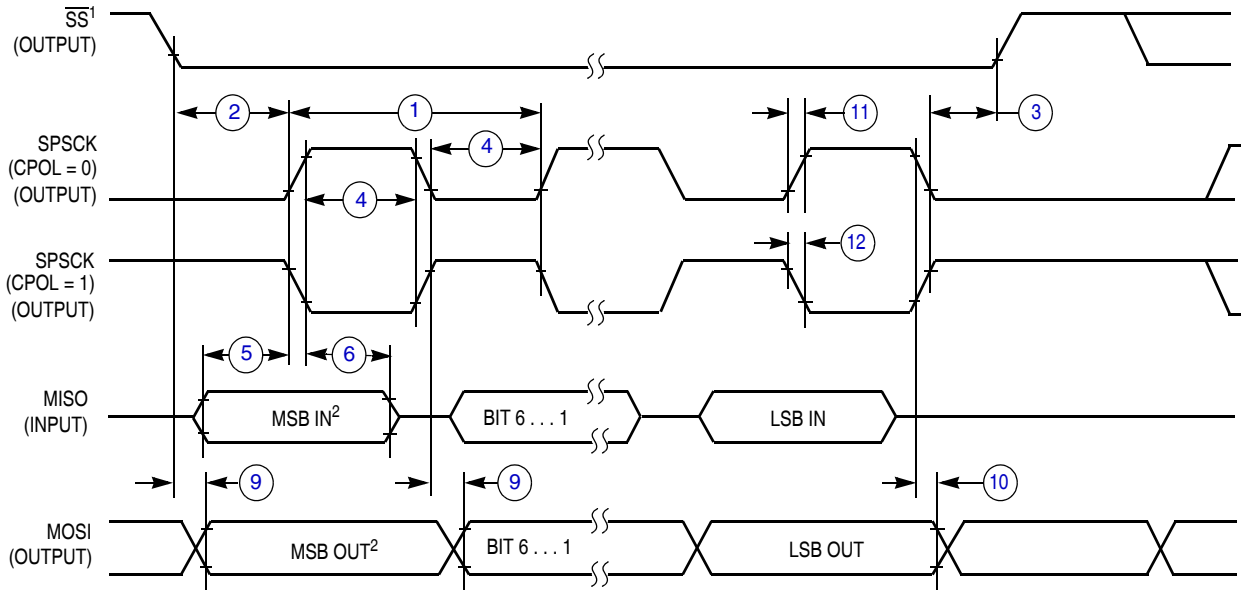 SS¹
(OUTPUT)
2
1
11
3
SPSCK
(CPOL = 0)
(OUTPUT)
4
4
12
SPSCK
(CPOL = 1)
(OUTPUT)
5
6
MISO
(INPUT)
MSB IN²
BIT 6 . . . 1
LSB IN
9
9
10
MOSI
(OUTPUT)
MSB OUT²
BIT 6 . . . 1
LSB OUT